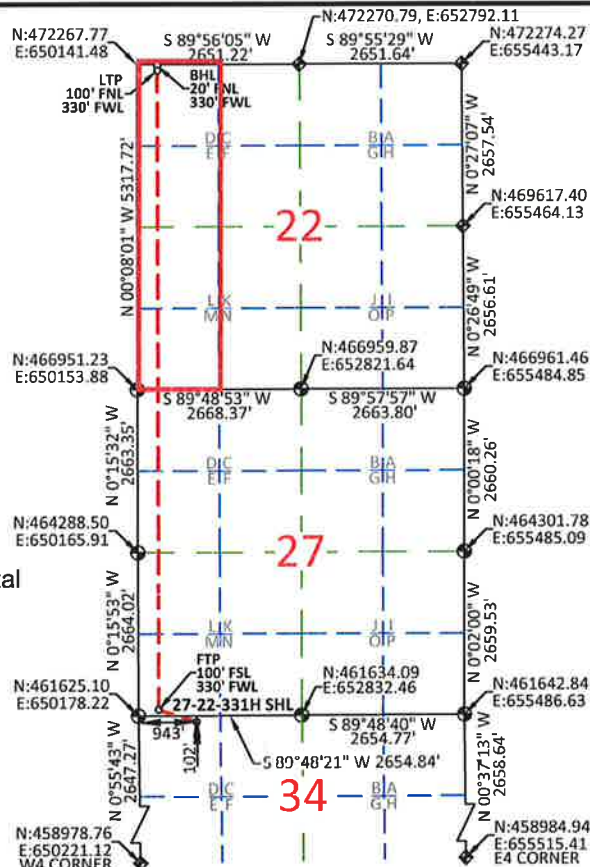 N:472267.77
E:650141.48
S 89°56'05" W
2651.22'
N:472270.79, E:652792.11
S 89°55'29" W
2651.64'
N:472274.27
E:655443.17
LTP
100' FNL
330' FWL
BHL
20' FNL
330' FWL
D C
E F
B A
G H
N 00°08'01" W 5317.72'
N 0°27'07" W
2657.54'
22
N:469617.40
E:655464.13
L K
M N
J I
O P
N 0°26'49" W
2656.61'
N:466951.23
E:650153.88
N:466959.87
E:652821.64
N:466961.46
E:655484.85
S 89°48'53" W
2668.37'
S 89°57'57" W
2663.80'
N 0°15'32" W
2663.35'
D C
E F
B A
G H
N 0°00'18" W
2660.26'
N:464288.50
E:650165.91
27
N:464301.78
E:655485.09
tal
N 0°15'53" W
2664.02'
L K
M N
J I
O P
N 0°02'00" W
2659.53'
FTP
100' FSL
330' FWL
N:461625.10
E:650178.22
27-22-331H SHL
N:461634.09
E:652832.46
N:461642.84
E:655486.63
943'
102'
S 89°48'40" W
2654.77'
S 89°48'21" W 2654.84'
N 0°55'43" W
2647.27'
D C
E F
34
B A
G H
N 00°37'13" W
2658.64'
N:458978.76
E:650221.12
W4 CORNER
N:458984.94
E:655515.41
E4 CORNER